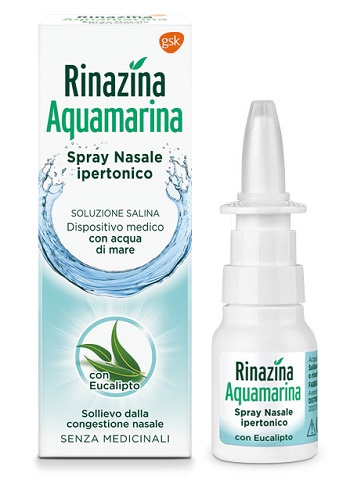 gsk
Rinazina
Aquamarina
Spray Nasale
ipertonico
SOLUZIONE SALINA
Dispositivo medico
con acqua
di mare
con
Eucalipto
Sollievo dalla
congestione nasale
SENZA MEDICINALI
Rinazina
Aquamarina
Spray Nasale
ipertonico
con Eucalipto